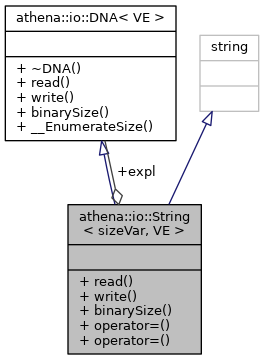 athena::io::DNA< VE >
+ ~DNA()
+ read()
+ write()
+ binarySize()
+ __EnumerateSize()
string
+expl
athena::io::String
< sizeVar, VE >
+ read()
+ write()
+ binarySize()
+ operator=()
+ operator=()